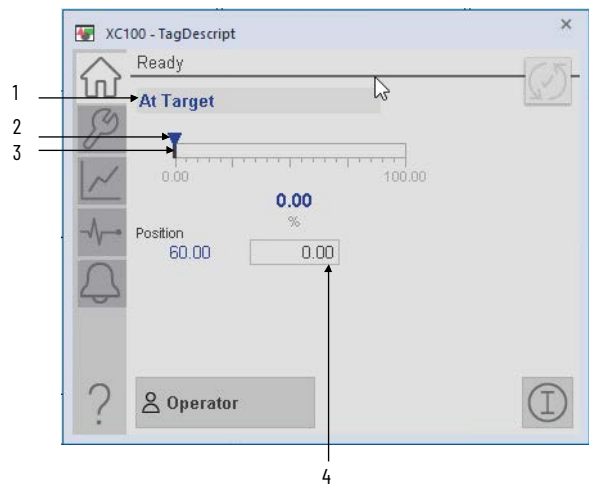 XC100 - TagDescript
×
Ready
1
At Target
2
3
0.00 100.00
0.00
%
Position
60.00 0.00
? Operator
4